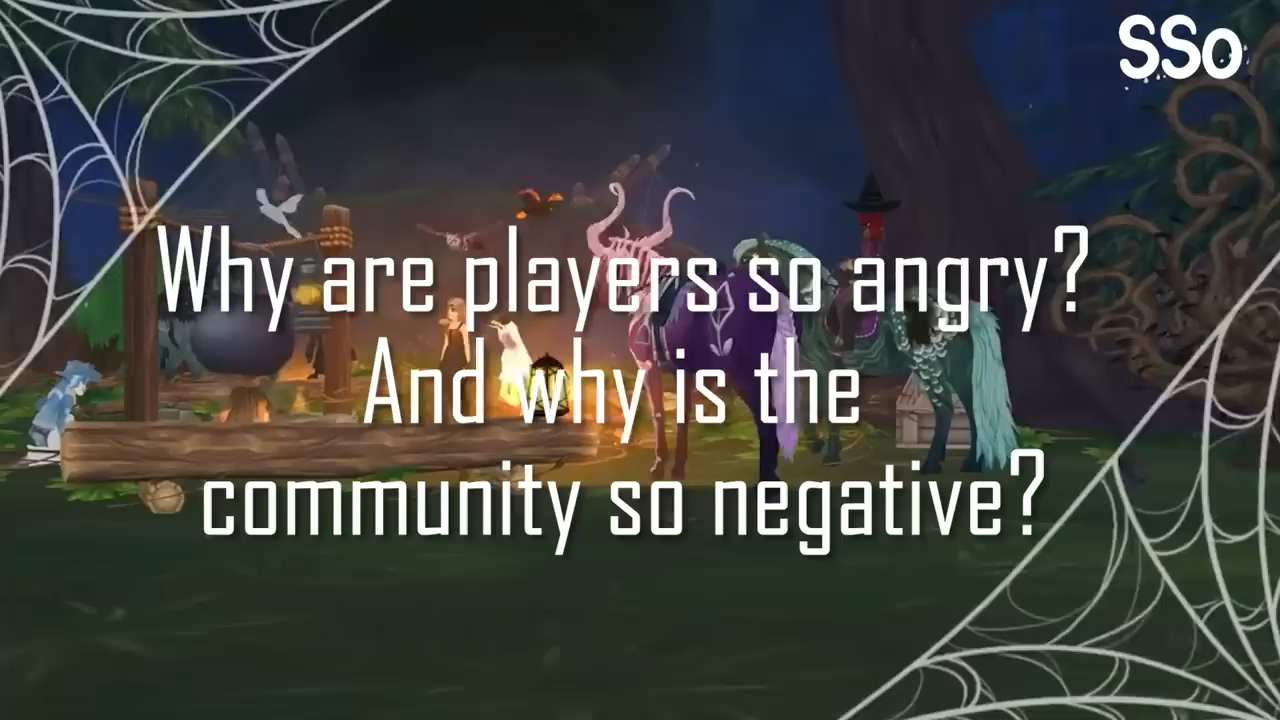 SSo
Why are players so angry?
And why is the
community so negative?